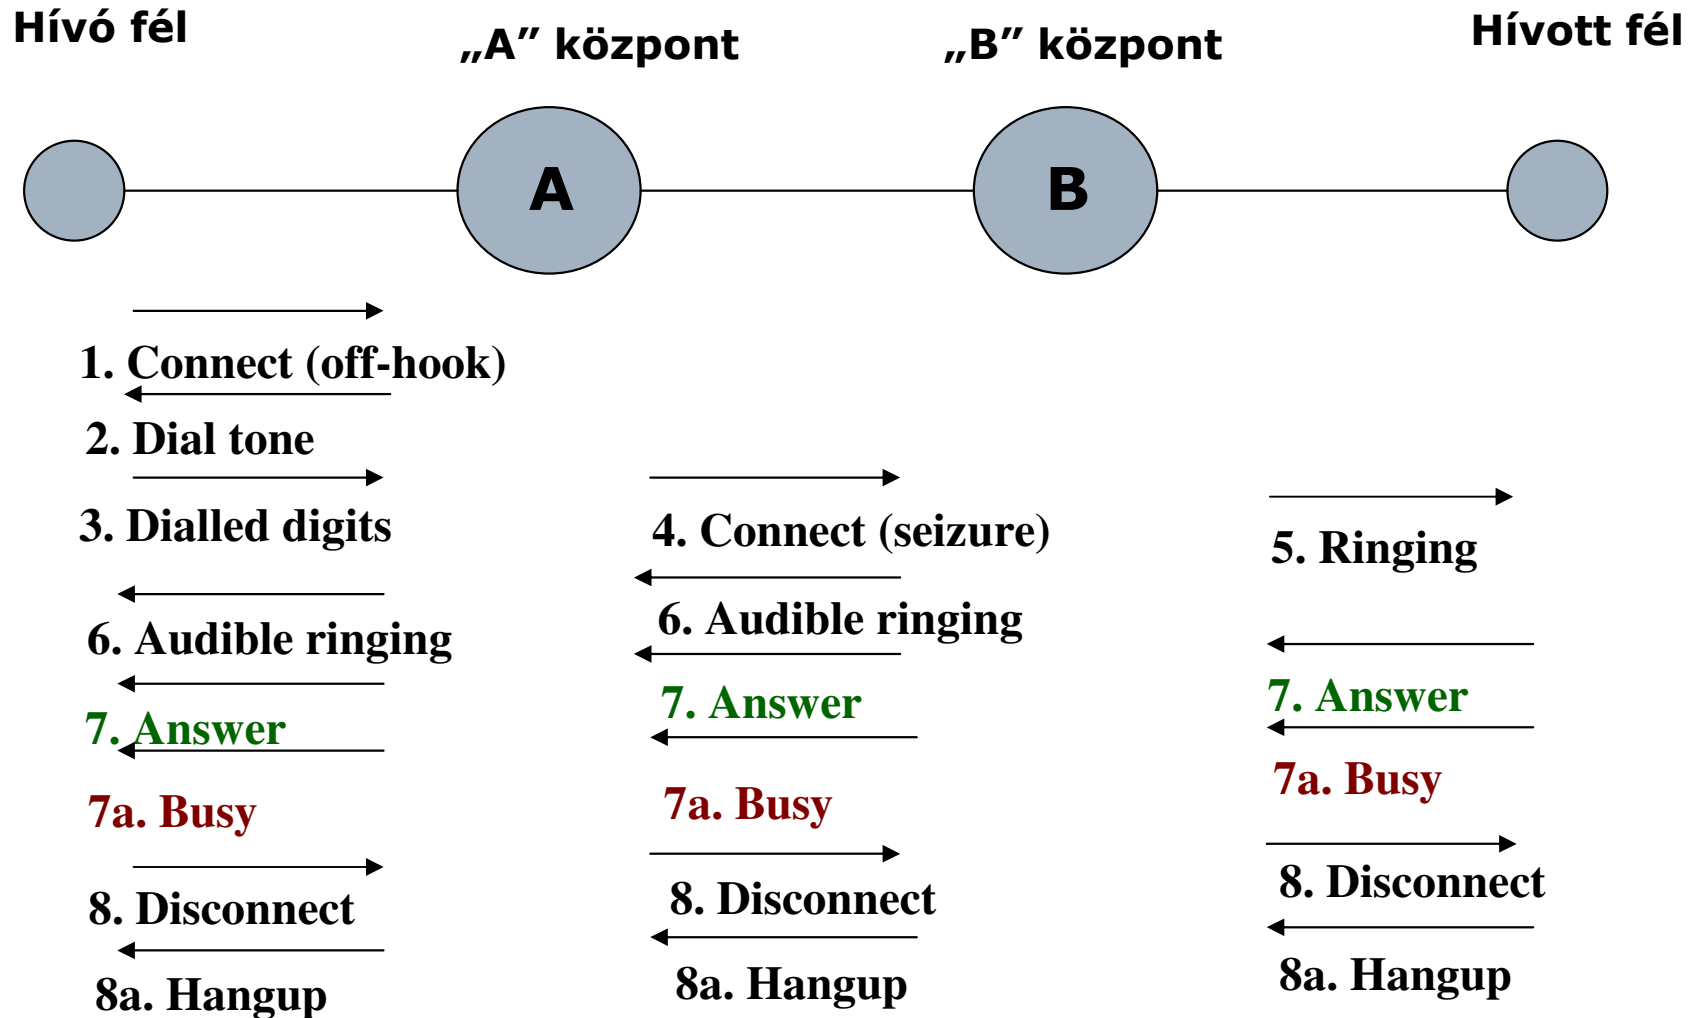 Hívó fél
„A” központ
„B” központ
Hívott fél
A
B
1. Connect (off-hook)
2. Dial tone
3. Dialled digits
4. Connect (seizure)
5. Ringing
6. Audible ringing
6. Audible ringing
7. Answer
7. Answer
7. Answer
7a. Busy
7a. Busy
7a. Busy
8. Disconnect
8. Disconnect
8. Disconnect
8a. Hangup
8a. Hangup
8a. Hangup